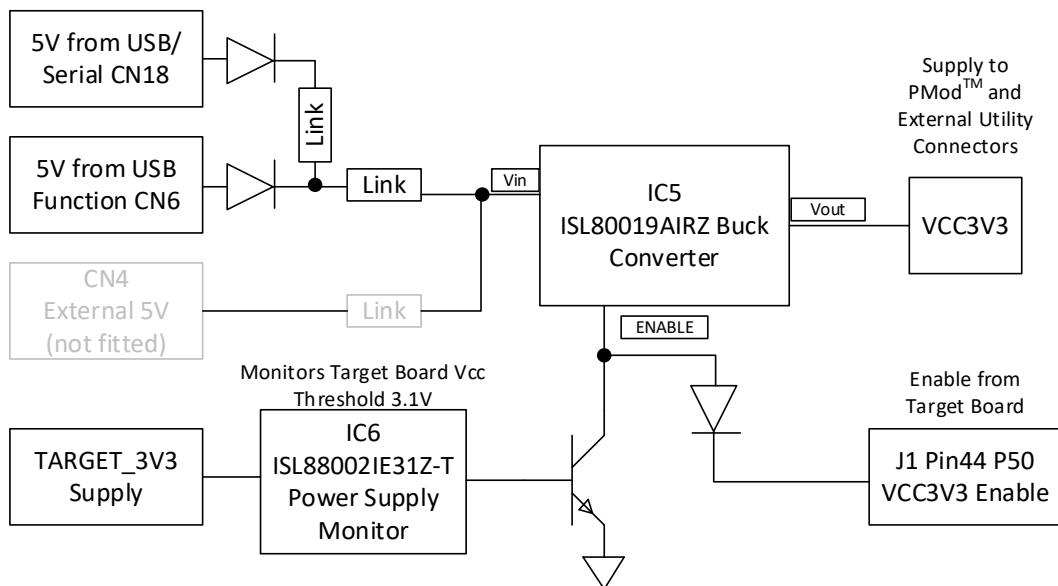 5V from USB/
Serial CN18
Link
5V from USB
Function CN6
Link
CN4
External 5V
(not fitted)
Link
Vin
IC5
ISL80019AIRZ Buck
Converter
Vout
Supply to
PMod™ and
External Utility
Connectors
VCC3V3
ENABLE
Monitors Target Board Vcc
Threshold 3.1V
TARGET_3V3
Supply
IC6
ISL88002IE31Z-T
Power Supply
Monitor
Enable from
Target Board
J1 Pin44 P50
VCC3V3 Enable